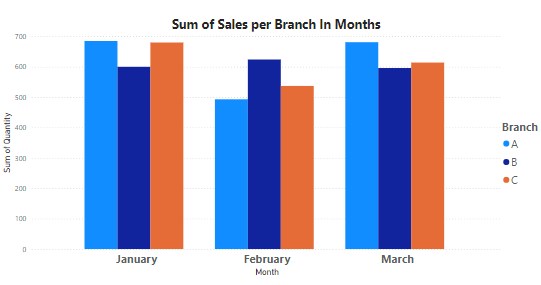 Sum of Sales per Branch In Months
700
600
500
400
300
200
100
0
Sum of Quantity
January
February
March
Month
Branch
A
B
C